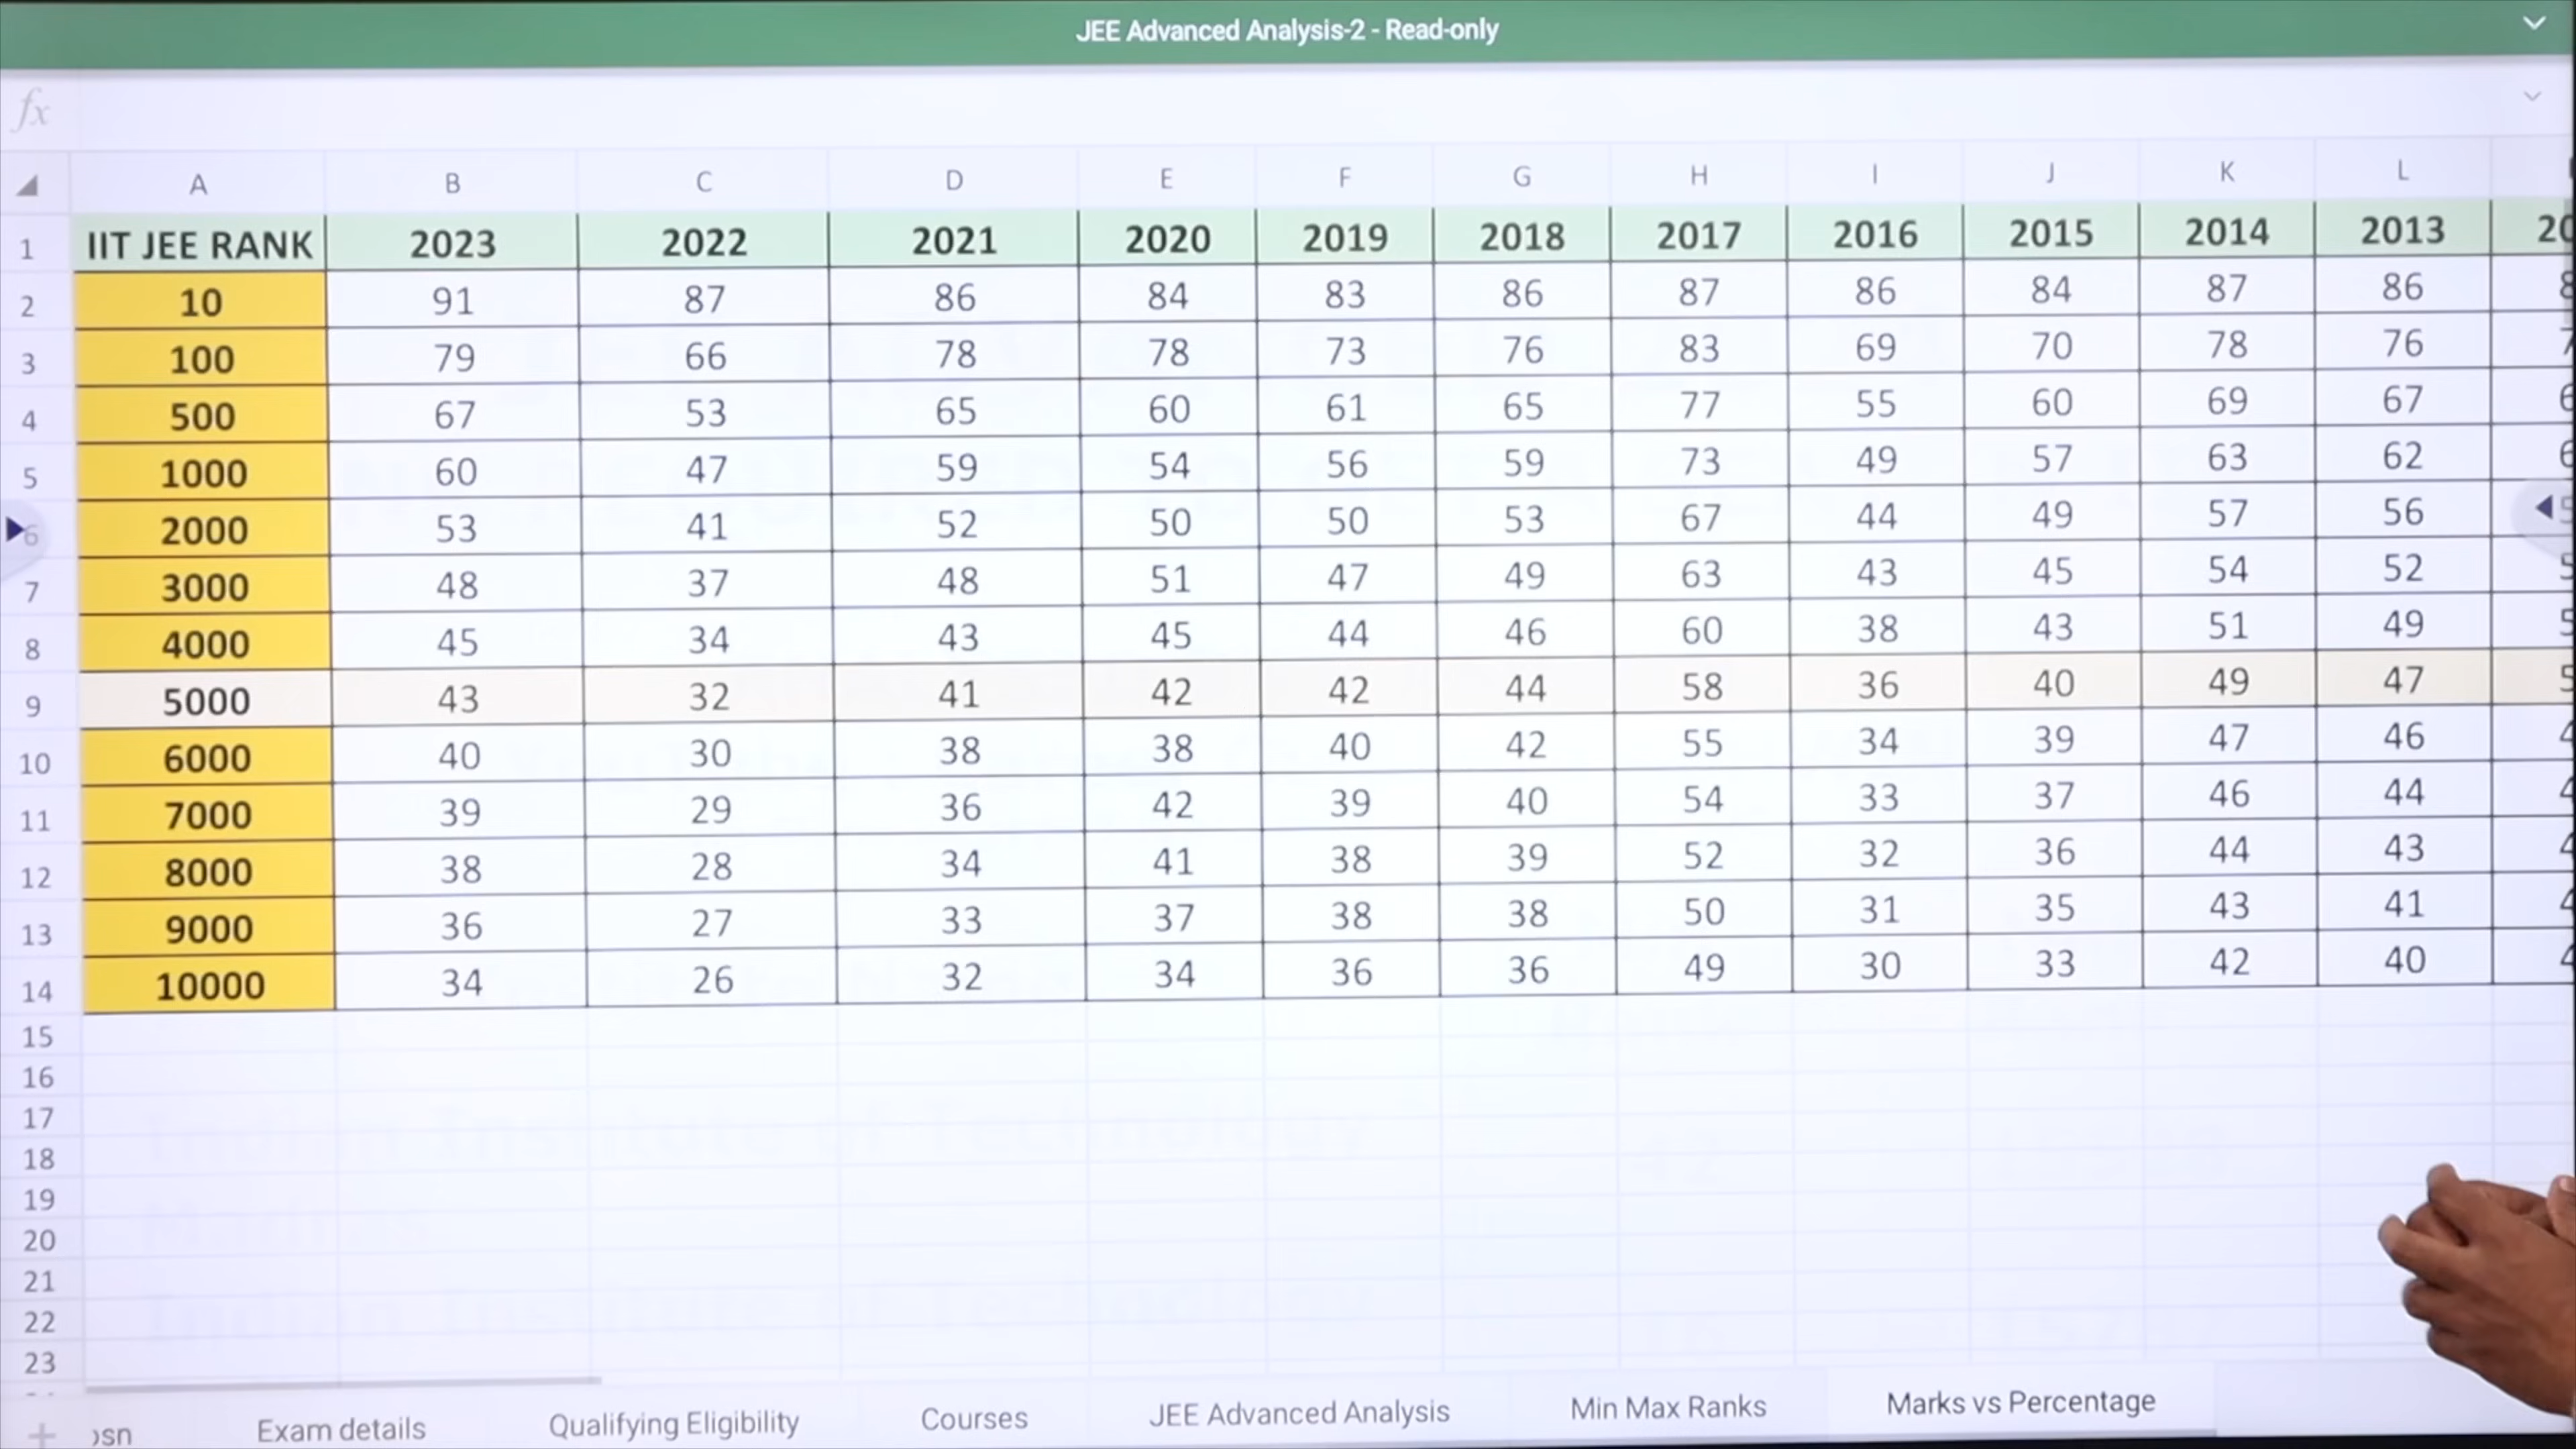 JEE Advanced Analysis-2 - Read-only
fx
A B C D E F G H I J K L
1 IIT JEE RANK 2023 2022 2021 2020 2019 2018 2017 2016 2015 2014 2013
2 10 91 87 86 84 83 86 87 86 84 87 86
3 100 79 66 78 78 73 76 83 69 70 78 76
4 500 67 53 65 60 61 65 77 55 60 69 67
5 1000 60 47 59 54 56 59 73 49 57 63 62
6 2000 53 41 52 50 50 53 67 44 49 57 56
7 3000 48 37 48 51 47 49 63 43 45 54 52
8 4000 45 34 43 45 44 46 60 38 43 51 49
9 5000 43 32 41 42 42 44 58 36 40 49 47
10 6000 40 30 38 38 40 42 55 34 39 47 46
11 7000 39 29 36 42 39 40 54 33 37 46 44
12 8000 38 28 34 41 38 39 52 32 36 44 43
13 9000 36 27 33 37 38 38 50 31 35 43 41
14 10000 34 26 32 34 36 36 49 30 33 42 40
15
16
17
18
19
20
21
22
23
Exam details Qualifying Eligibility Courses JEE Advanced Analysis Min Max Ranks Marks vs Percentage